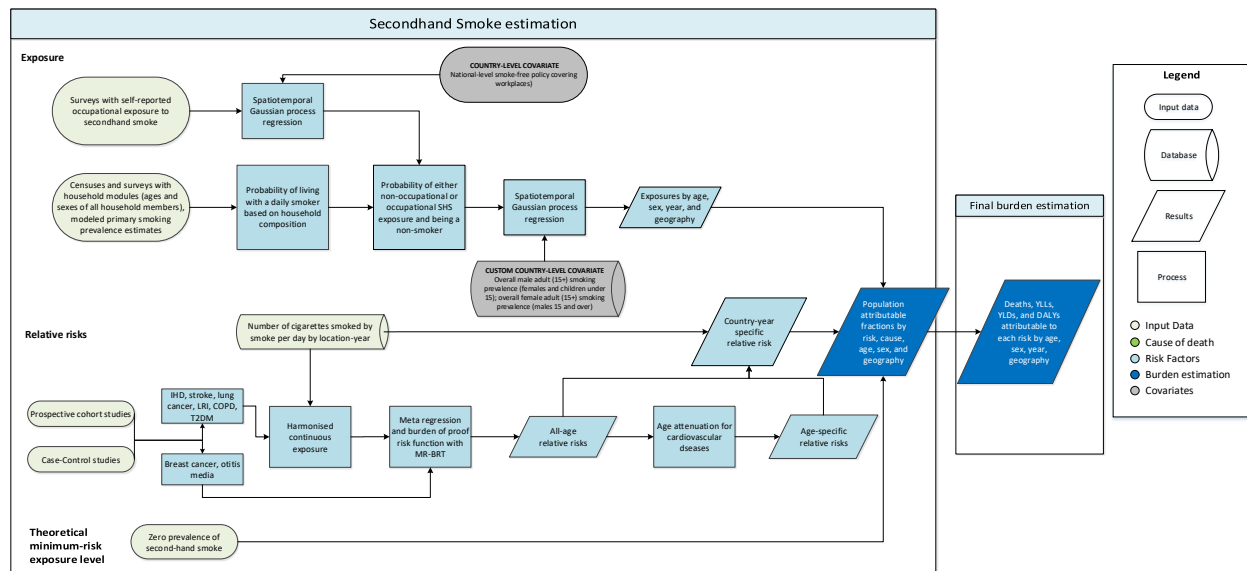 Secondhand Smoke estimation
Exposure
COUNTRY-LEVEL COVARIATE
National-level smoke-free policy covering
workplaces)
Surveys with self-reported
occupational exposure to
secondhand smoke
Spatiotemporal
Gaussian process
regression
Censuses and surveys with
household modules (ages and
sexes of all household members),
modeled primary smoking
prevalence estimates
Probability of living
with a daily smoker
based on household
composition
Probability of either
non-occupational or
occupational SHS
exposure and being a
non-smoker
Spatiotemporal
Gaussian process
regression
Exposures by age,
sex, year, and
geography
CUSTOM COUNTRY-LEVEL COVARIATE
Overall male adult (15+) smoking
prevalence (females and children under
15); overall female adult (15+) smoking
prevalence (males 15 and over)
Relative risks
Number of cigarettes smoked by
smoke per day by location-year
Country-year
specific
relative risk
Population
attributable
fractions by
risk, cause,
age, sex, and
geography
Prospective cohort studies
Case-Control studies
IHD, stroke, lung
cancer, LRI, COPD,
T2DM
Breast cancer, otitis
media
Harmonised
continuous
exposure
Meta regression
and burden of proof
risk function with
MR-BRT
All-age
relative risks
Age attenuation for
cardiovascular
dseases
Age-specific
relative risks
Theoretical
minimum-risk
exposure level
Zero prevalence of
second-hand smoke
Final burden estimation
Deaths, YLLs,
YLDs, and DALYs
attributable to
each risk by age,
sex, year,
geography
Legend
Input data
Database
Results
Process
Input Data
Cause of death
Risk Factors
Burden estimation
Covariates